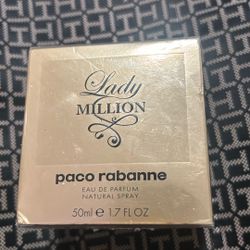 Lady
MILLION
paco rabanne
EAU DE PARFUM
NATURAL SPRAY
50ml ℮ 1.7 FL OZ